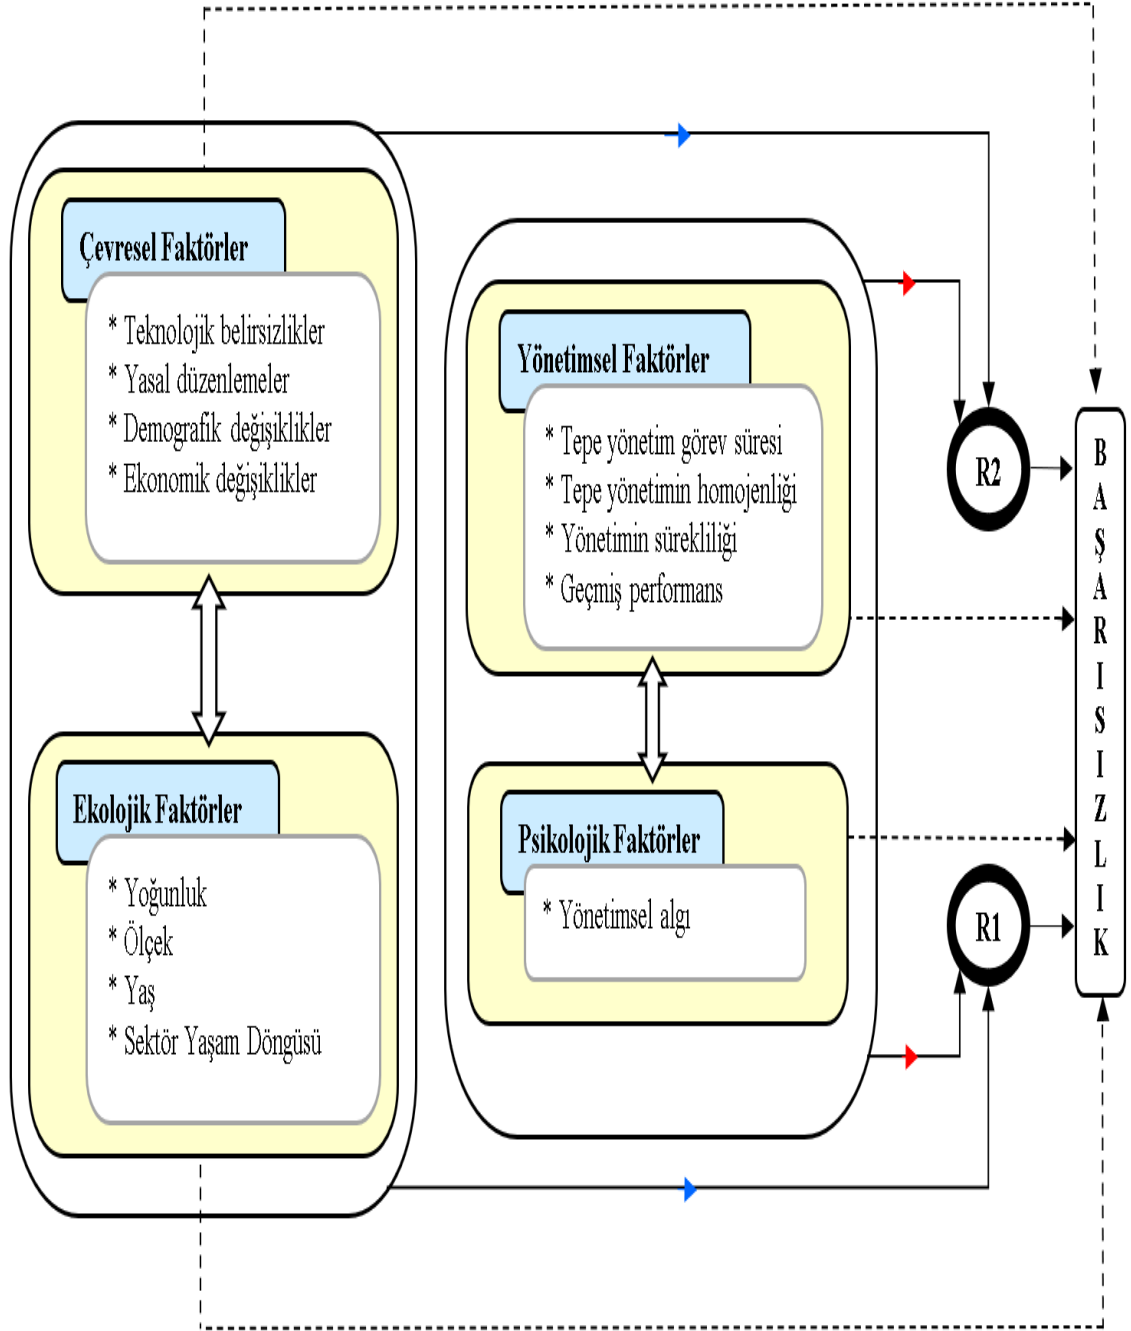 Çevresel Faktörler
* Teknolojik belirsizlikler
* Yasal düzenlemeler
* Demografik değişiklikler
* Ekonomik değişiklikler
Ekolojik Faktörler
* Yoğunluk
* Ölçek
* Yaş
* Sektör Yaşam Döngüsü
Yönetimsel Faktörler
* Tepe yönetim görev süresi
* Tepe yönetimin homojenliği
* Yönetimin sürekliliği
* Geçmiş performans
Psikolojik Faktörler
* Yönetimsel algı
R2
R1
BAŞARISIZLIK